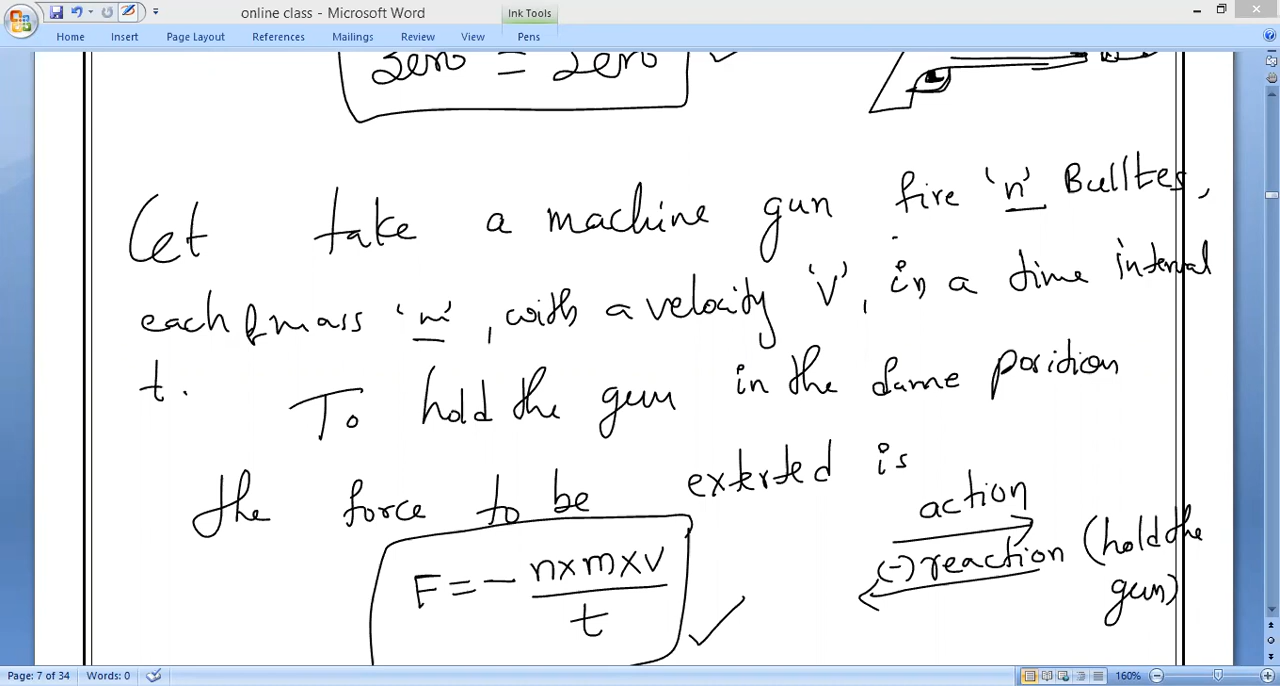 online class - Microsoft Word
Ink Tools
Home Insert Page Layout References Mailings Review View Pens
zero = zero
Let take a machine gun fire 'n' Bulltes,
each of mass 'm', with a velocity 'v', in a time interval
t. To hold the gun in the same position
the force to be exterted is
action
(-) reaction (hold the
gun)
F = - n×m×v
t
Page: 7 of 34 Words: 0 160%